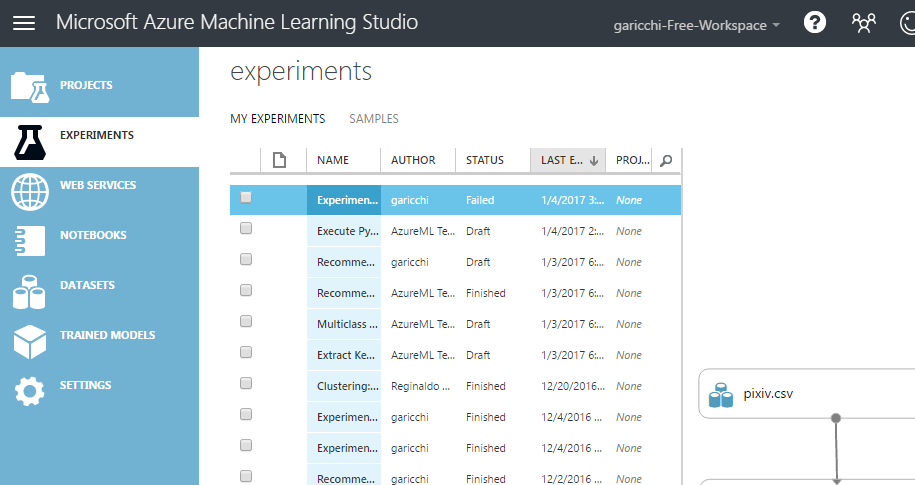 Microsoft Azure Machine Learning Studio
garicchi-Free-Workspace
?
PROJECTS
EXPERIMENTS
WEB SERVICES
NOTEBOOKS
DATASETS
TRAINED MODELS
SETTINGS
experiments
MY EXPERIMENTS SAMPLES
NAME AUTHOR STATUS LAST E... PROJ...
Experimen... garicchi Failed 1/4/2017 3:... None
Execute Py... AzureML Te... Draft 1/4/2017 2:... None
Recomme... garicchi Draft 1/3/2017 6:... None
Recomme... AzureML Te... Finished 1/3/2017 6:... None
Multiclass ... AzureML Te... Draft 1/3/2017 6:... None
Extract Ke... AzureML Te... Draft 1/3/2017 6:... None
Clustering:... Reginaldo ... Finished 12/20/2016... None
Experimen... garicchi Finished 12/4/2016 ... None
Experimen... garicchi Finished 12/4/2016 ... None
Recomme... garicchi Finished 12/2/2016 ... None
pixiv.csv